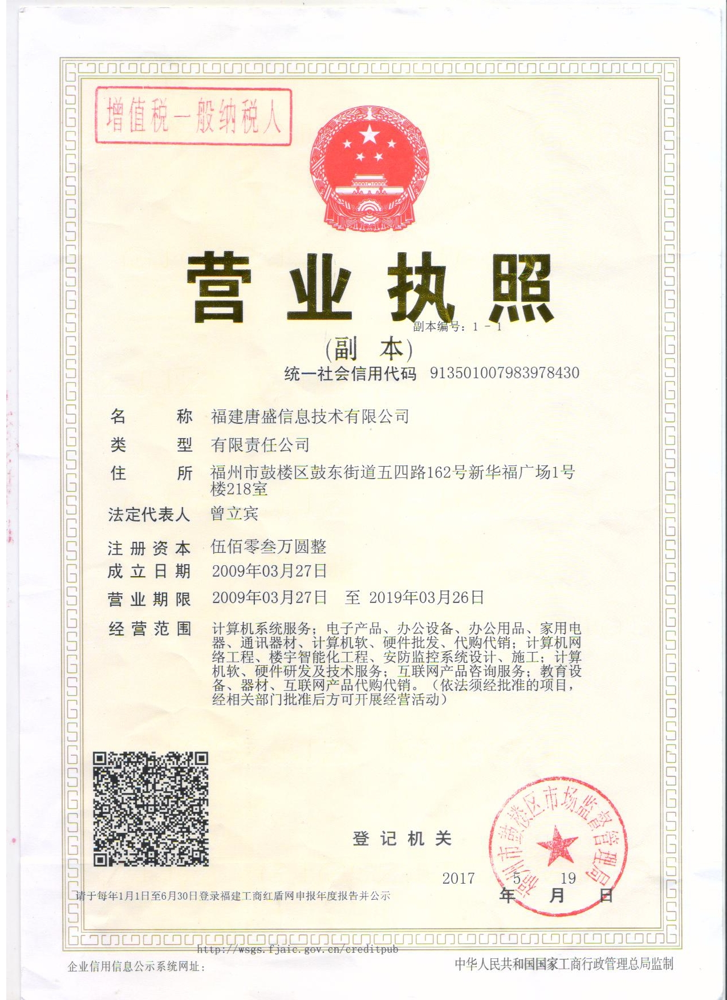 增值税一般纳税人
营业执照
副本编号：1－1
(副 本)
统一社会信用代码 913501007983978430
名 称 福建唐盛信息技术有限公司
类 型 有限责任公司
住 所 福州市鼓楼区鼓东街道五四路162号新华福广场1号
楼218室
法定代表人 曾立宾
注册资本 伍佰零叁万圆整
成立日期 2009年03月27日
营业期限 2009年03月27日 至 2019年03月26日
经营范围 计算机系统服务；电子产品、办公设备、办公用品、家用电
器、通讯器材、计算机软、硬件批发、代购代销；计算机网
络工程、楼宇智能化工程、安防监控系统设计、施工；计算
机软、硬件研发及技术服务；互联网产品咨询服务；教育设
备、器材、互联网产品代购代销。（依法须经批准的项目，
经相关部门批准后方可开展经营活动）
福州市鼓楼区市场监督管理局
登记机关
2017 5 19
年 月 日
请于每年1月1日至6月30日登录福建工商红盾网申报年度报告并公示
http://wsgs.fjaic.gov.cn/creditpub
企业信用信息公示系统网址：
中华人民共和国国家工商行政管理总局监制